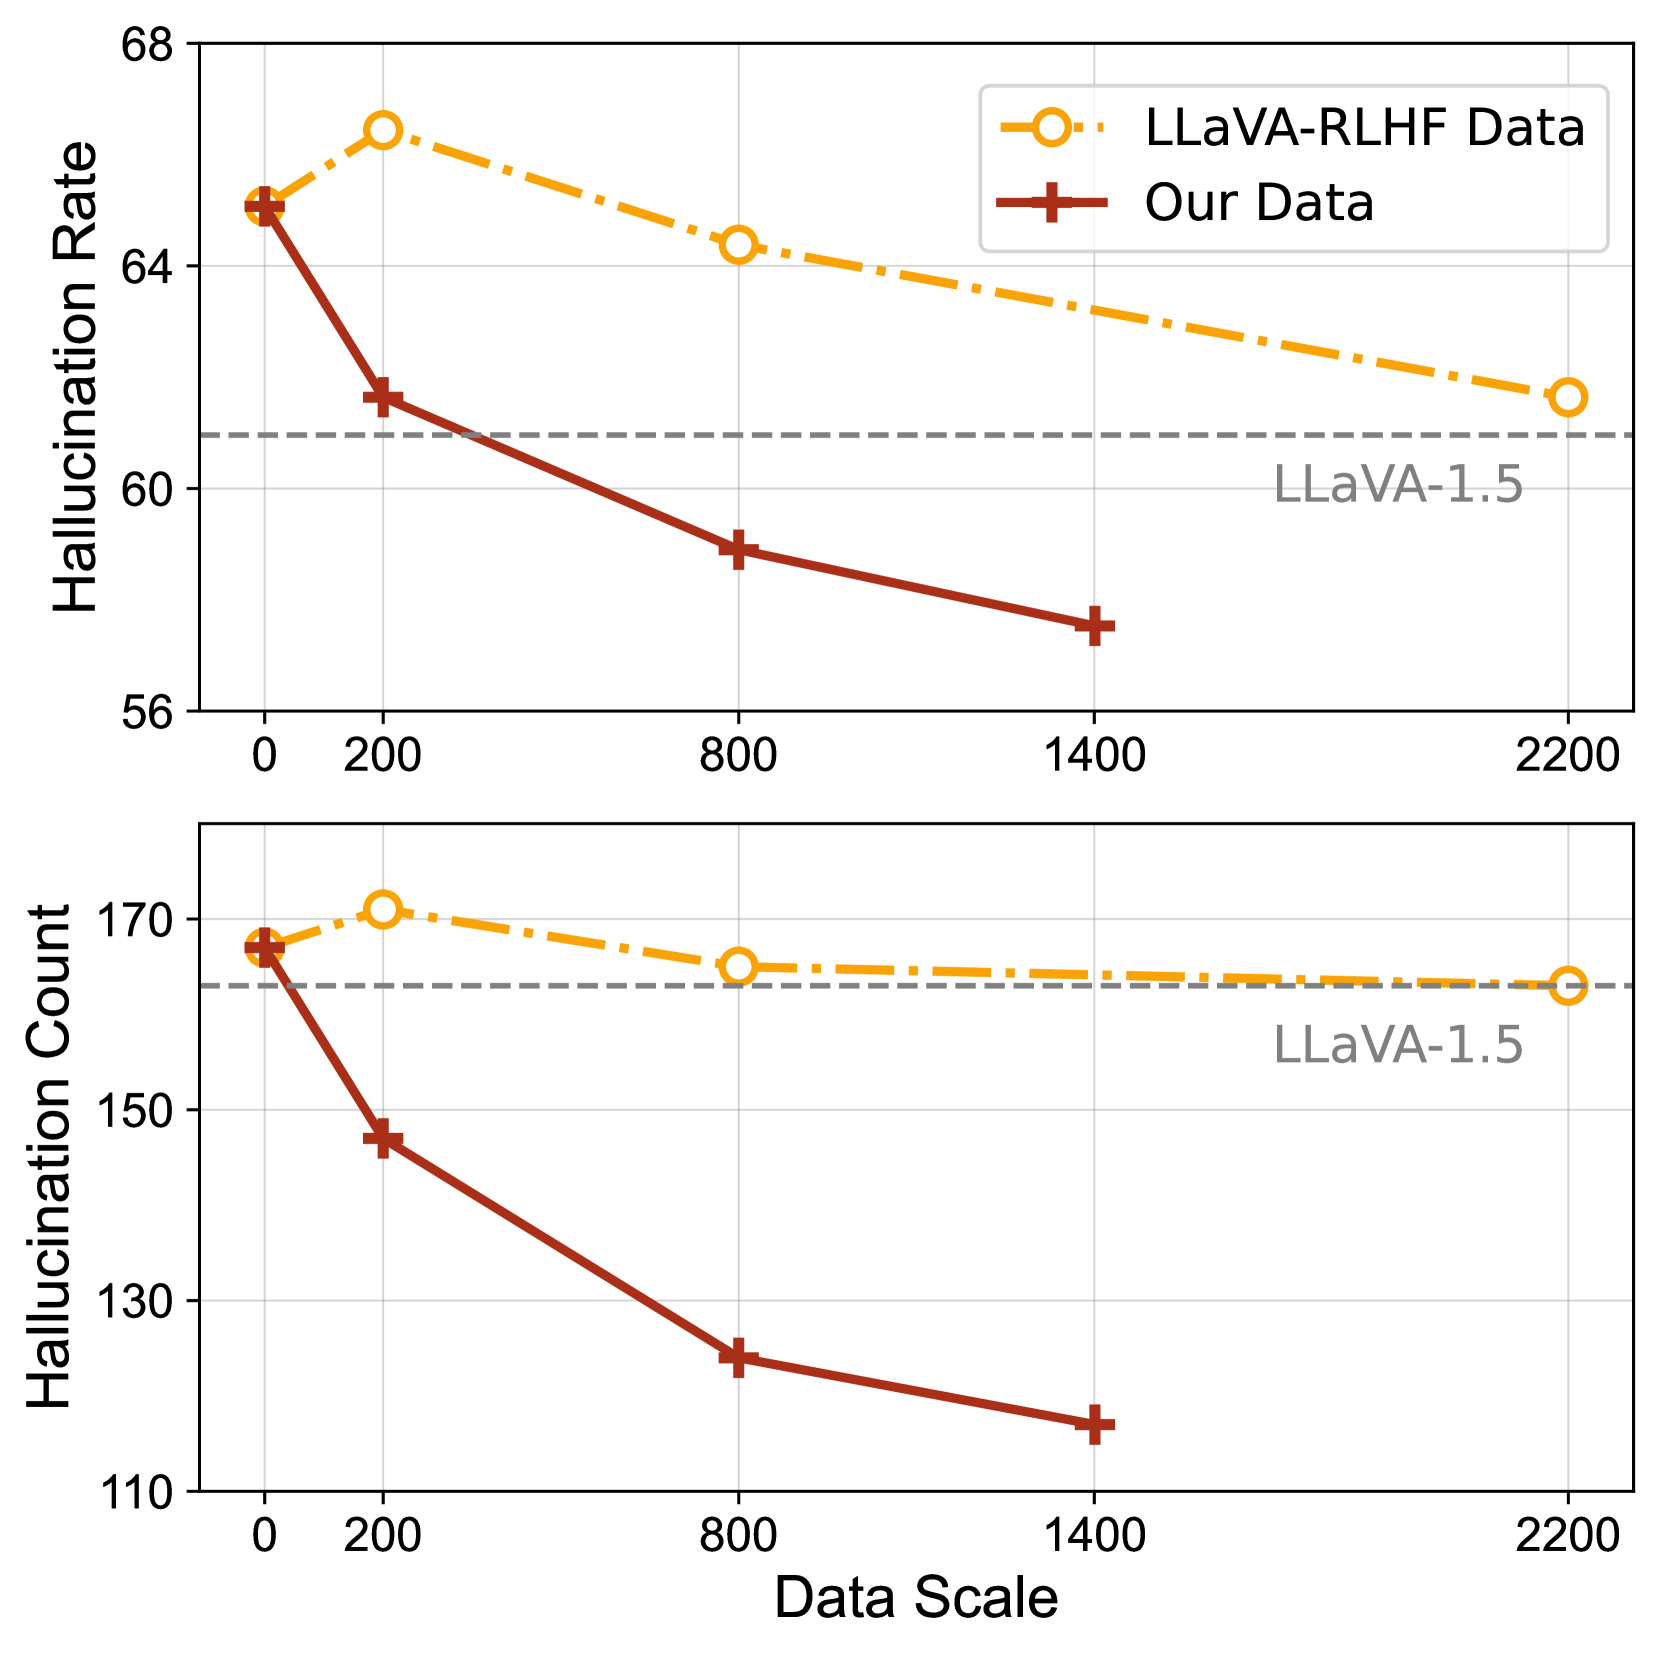 68
64
60
56
Hallucination Rate
LLaVA-RLHF Data
Our Data
LLaVA-1.5
0 200 800 1400 2200
170
150
130
110
Hallucination Count
LLaVA-1.5
0 200 800 1400 2200
Data Scale